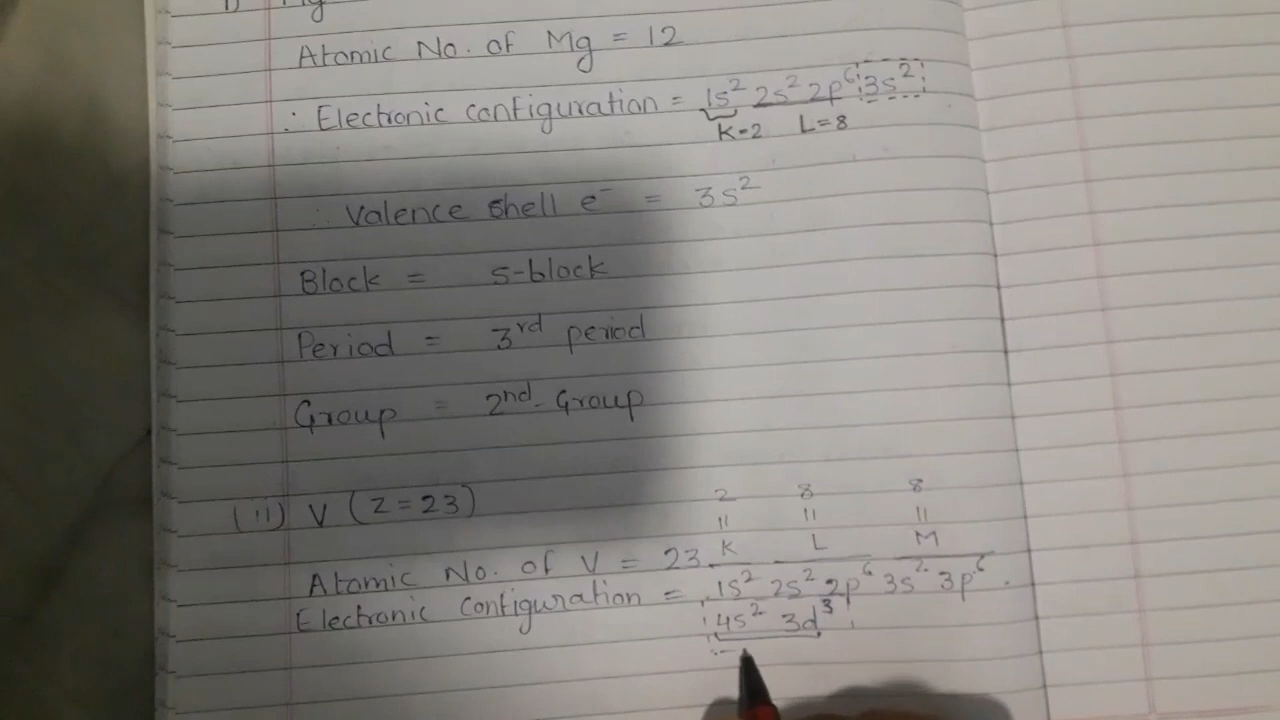 i) Mg
Atomic No. of Mg = 12
∴ Electronic configuration = 1s² 2s² 2p⁶ 3s²
K=2 L=8
∴ Valence shell e⁻ = 3s²
Block = s-block
Period = 3rd period
Group = 2nd Group
(ii) V (Z=23)
2 8 8
|| || ||
K L M
Atomic No. of V = 23
Electronic configuration = 1s² 2s² 2p⁶ 3s² 3p⁶
4s² 3d³